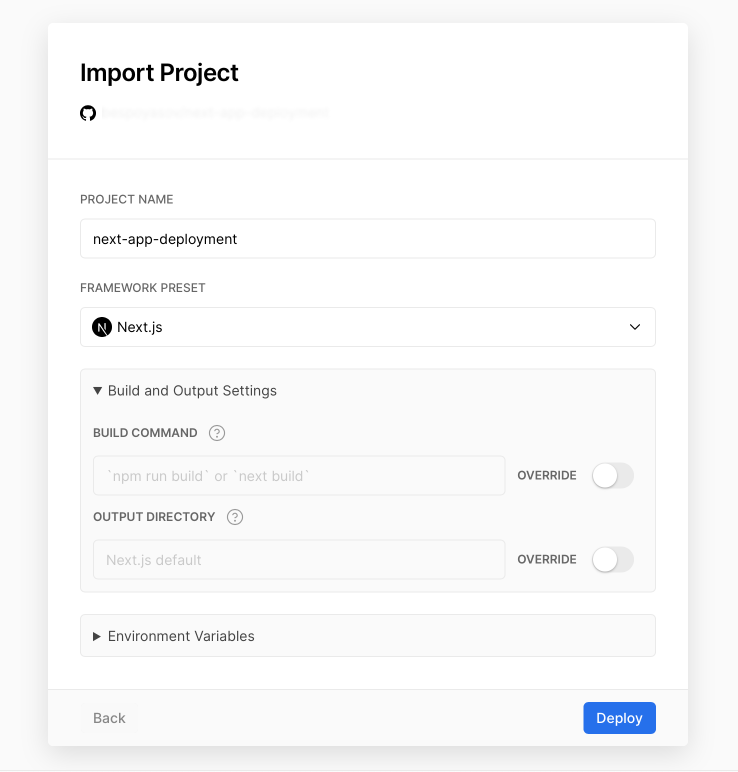 Import Project
PROJECT NAME
next-app-deployment
FRAMEWORK PRESET
N Next.js
Build and Output Settings
BUILD COMMAND ?
`npm run build` or `next build` OVERRIDE
OUTPUT DIRECTORY ?
Next.js default OVERRIDE
Environment Variables
Back Deploy